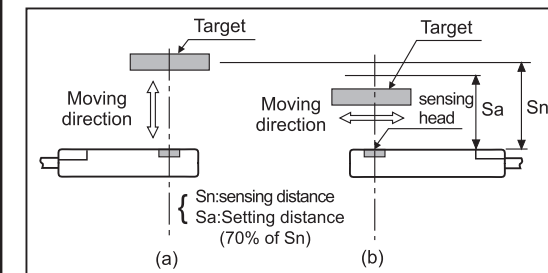 Target
Moving
direction
Target
Moving
direction
sensing
head
Sa
Sn
{ Sn:sensing distance
Sa:Setting distance
(70% of Sn)
(a)
(b)